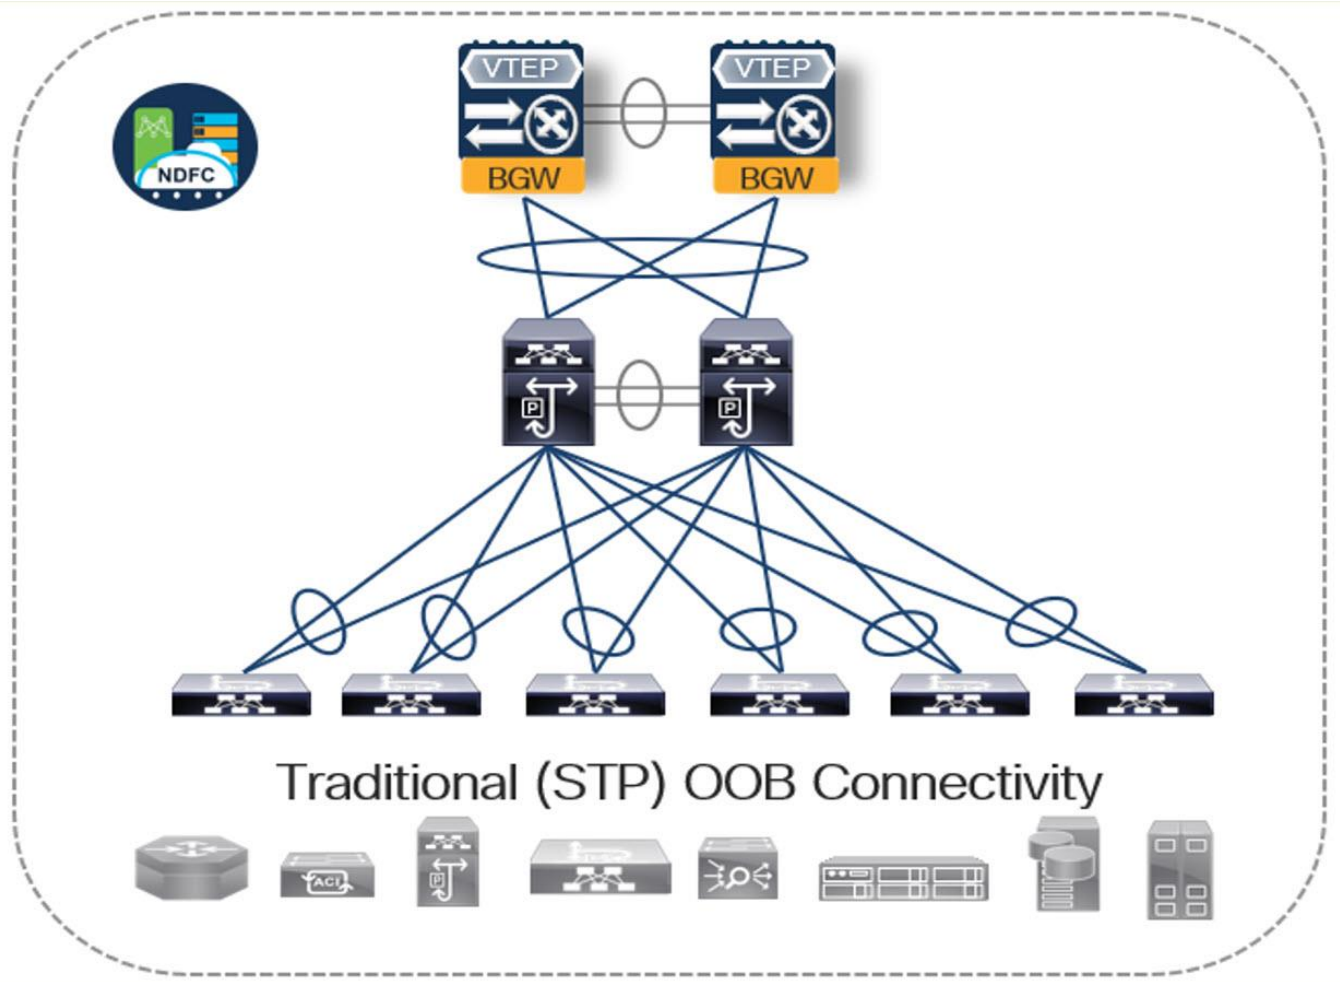 VTEP
VTEP
NDFC
BGW
BGW
P
P
Traditional (STP) OOB Connectivity
ACI
P